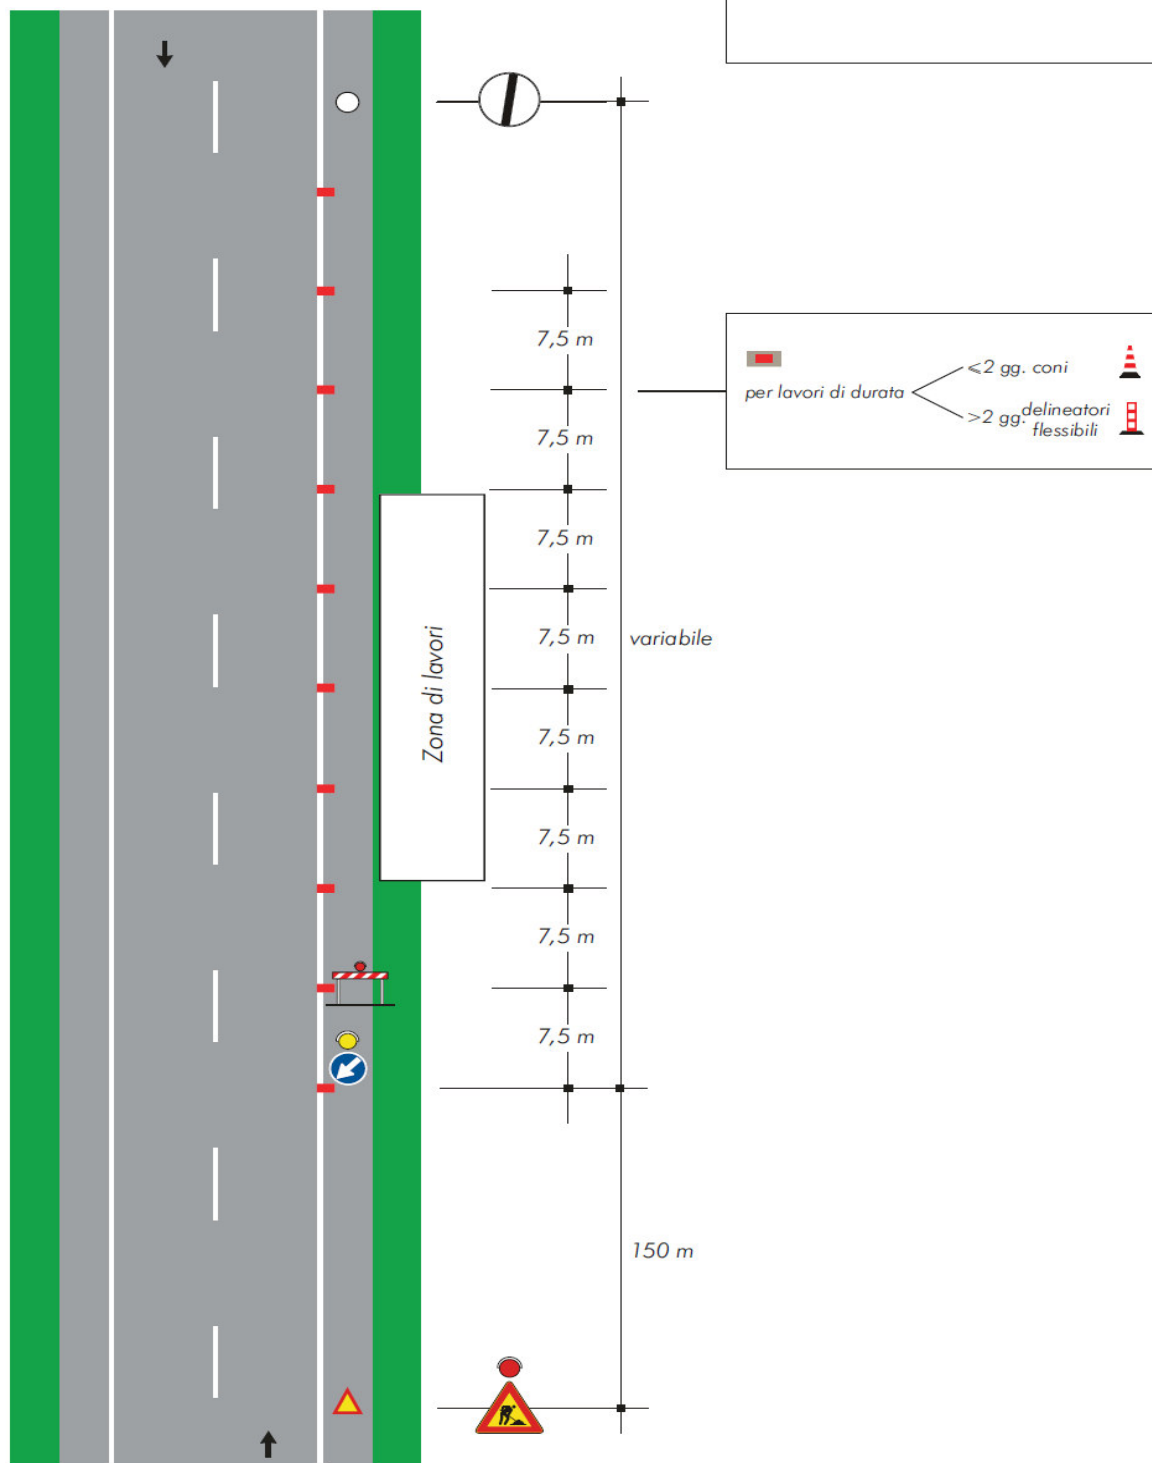 7,5 m
≤2 gg. coni
per lavori di durata
>2 gg. delineatori
flessibili
7,5 m
7,5 m
7,5 m
variabile
Zona di lavori
7,5 m
7,5 m
7,5 m
7,5 m
150 m